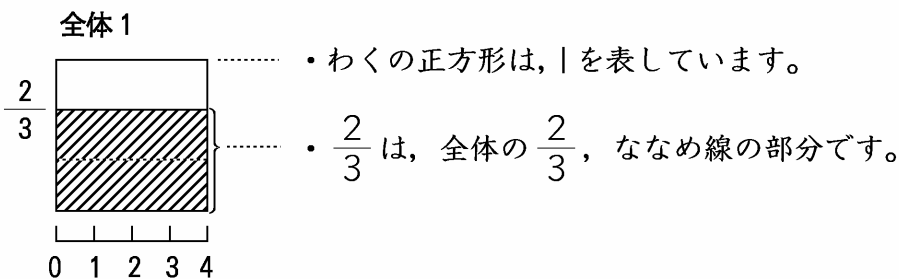 全体1
・わくの正方形は，1を表しています。
2/3
・2/3は，全体の2/3，ななめ線の部分です。
0 1 2 3 4